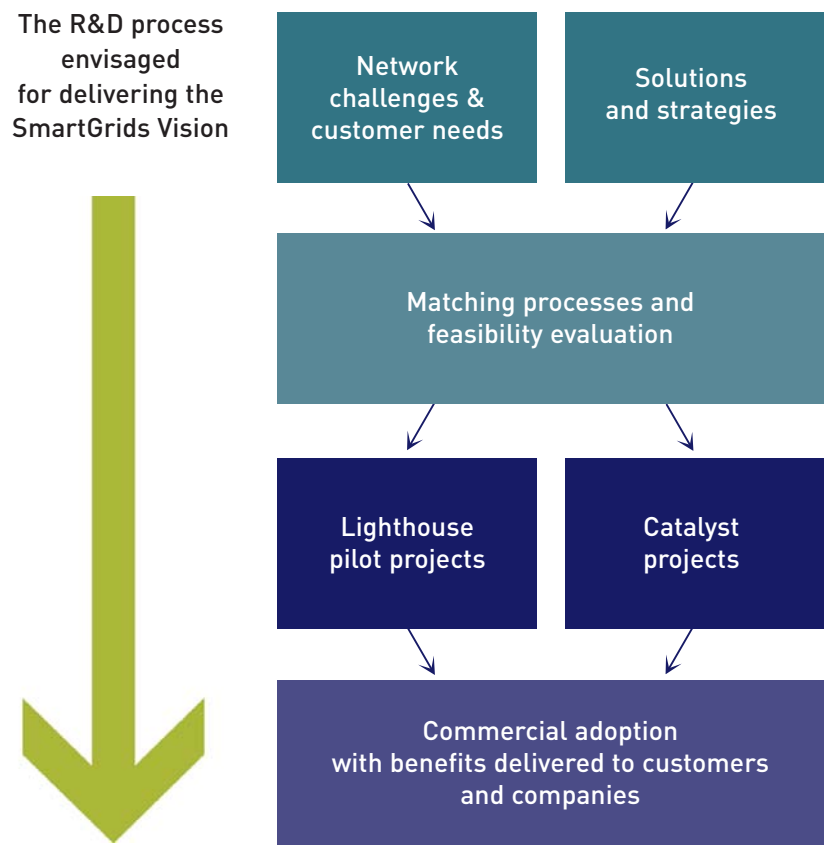 The R&D process
envisaged
for delivering the
SmartGrids Vision
Network
challenges &
customer needs
Solutions
and strategies
Matching processes and
feasibility evaluation
Lighthouse
pilot projects
Catalyst
projects
Commercial adoption
with benefits delivered to customers
and companies